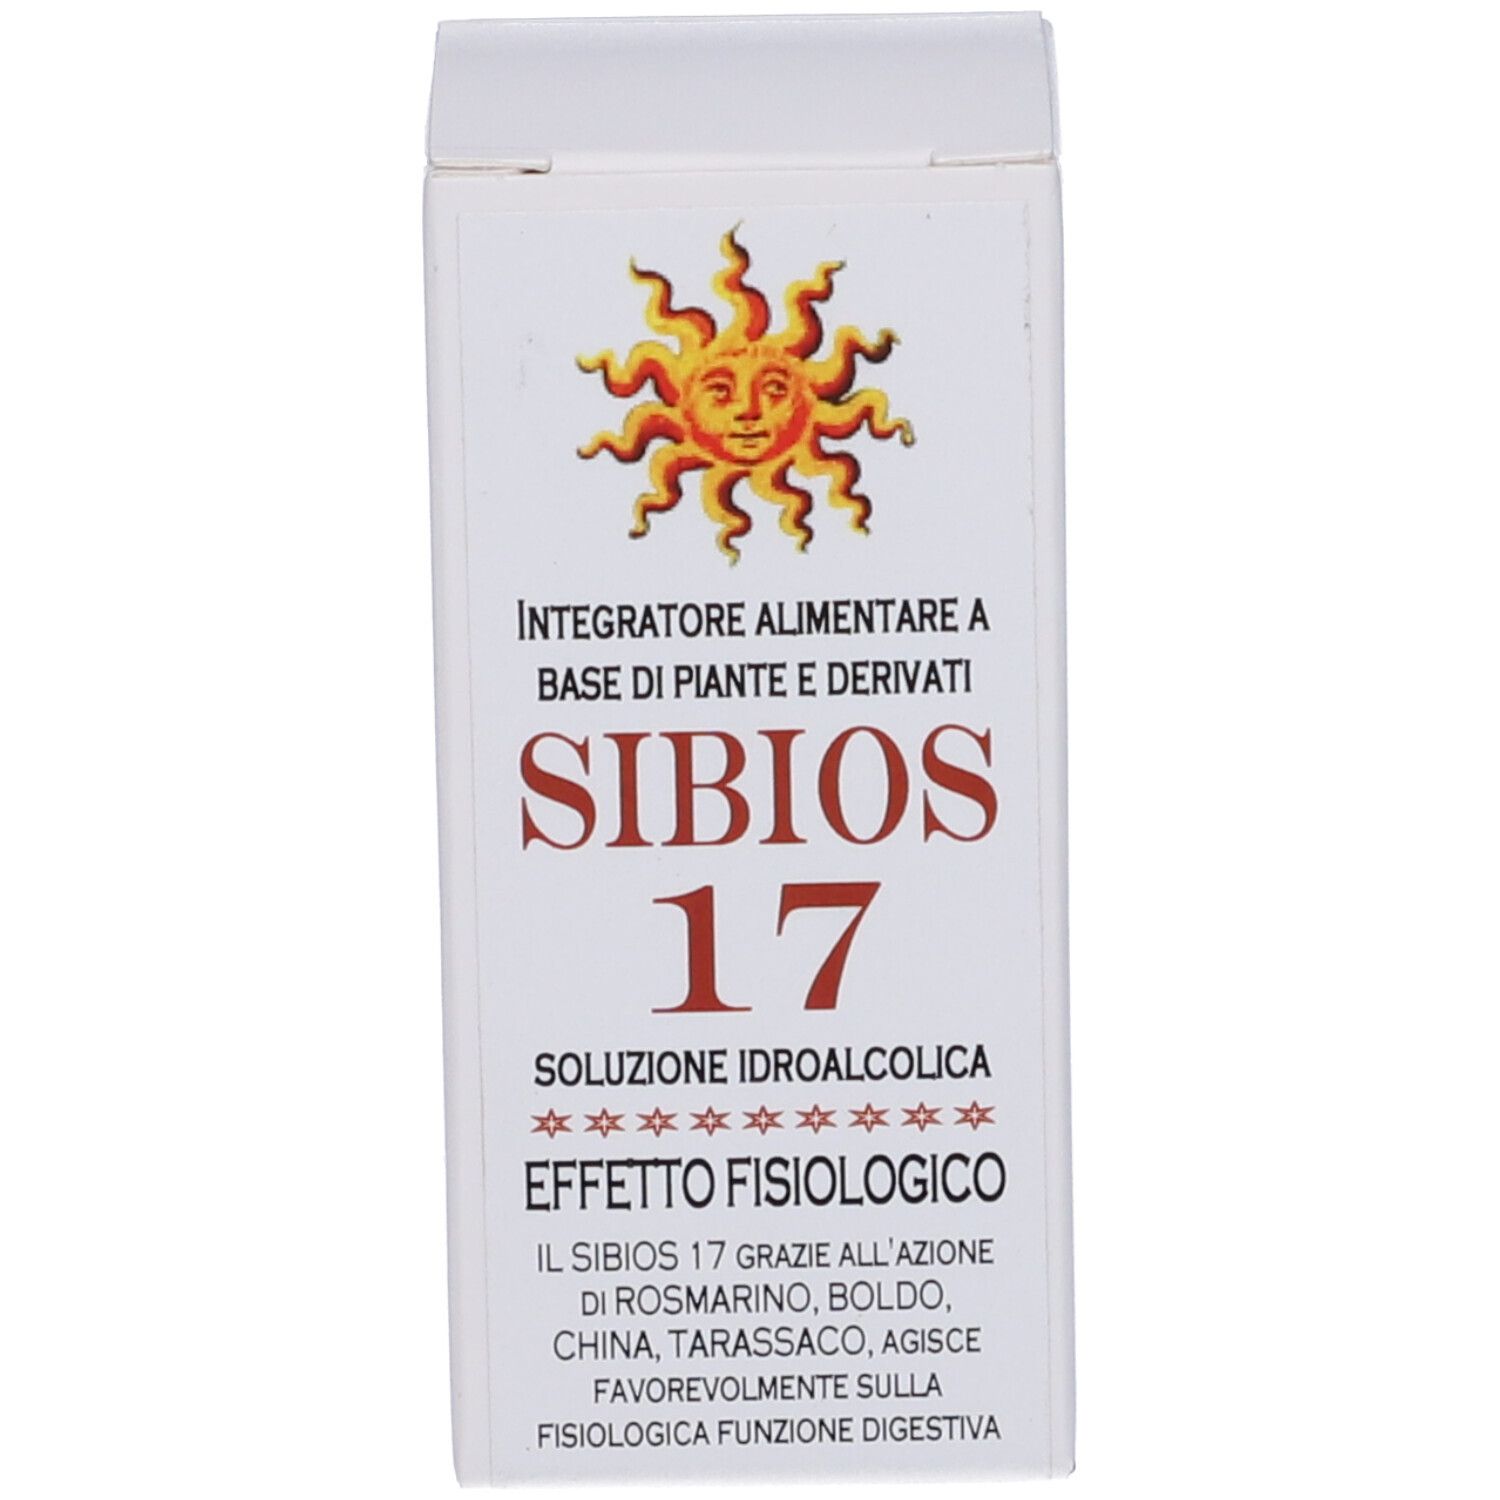 INTEGRATORE ALIMENTARE A
BASE DI PIANTE E DERIVATI
SIBIOS
17
SOLUZIONE IDROALCOLICA
EFFETTO FISIOLOGICO
IL SIBIOS 17 GRAZIE ALL'AZIONE
DI ROSMARINO, BOLDO,
CHINA, TARASSACO, AGISCE
FAVOREVOLMENTE SULLA
FISIOLOGICA FUNZIONE DIGESTIVA